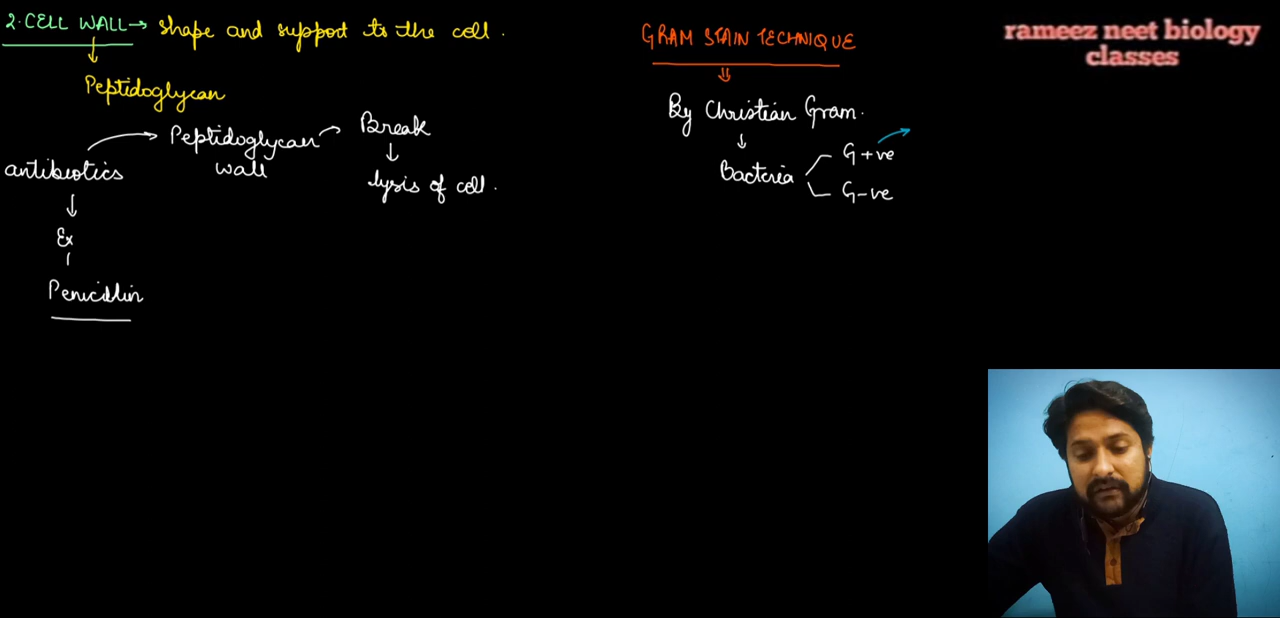 2. CELL WALL → shape and support to the cell.
↓
Peptidoglycan
antibiotics → Peptidoglycan wall → Break
↓
lysis of cell.
↓
Ex
Penicillin
GRAM STAIN TECHNIQUE
⇓
By Christian Gram.
↓
Bacteria
G+ve
G-ve
rameez neet biology
classes